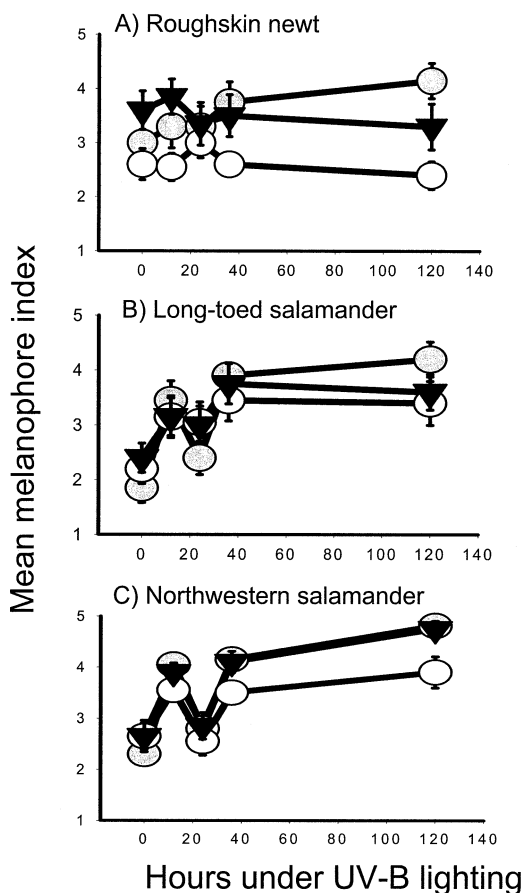 A) Roughskin newt
5
4
3
2
1
0 20 40 60 80 100 120 140
B) Long-toed salamander
5
4
3
2
1
0 20 40 60 80 100 120 140
C) Northwestern salamander
5
4
3
2
1
0 20 40 60 80 100 120 140
Mean melanophore index
Hours under UV-B lighting